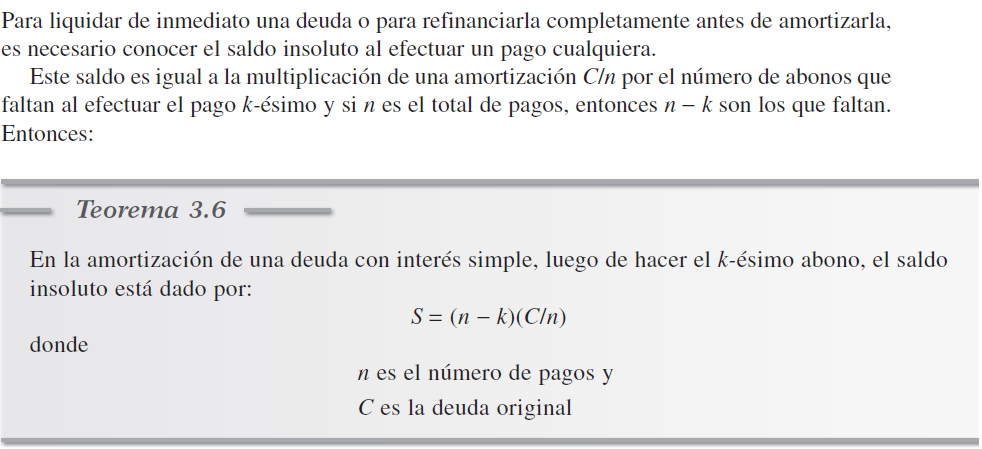 Para liquidar de inmediato una deuda o para refinanciarla completamente antes de amortizarla,
es necesario conocer el saldo insoluto al efectuar un pago cualquiera.
Este saldo es igual a la multiplicación de una amortización C/n por el número de abonos que
faltan al efectuar el pago k-ésimo y si n es el total de pagos, entonces n − k son los que faltan.
Entonces:
Teorema 3.6
En la amortización de una deuda con interés simple, luego de hacer el k-ésimo abono, el saldo
insoluto está dado por:
S = (n − k)(C/n)
donde
n es el número de pagos y
C es la deuda original